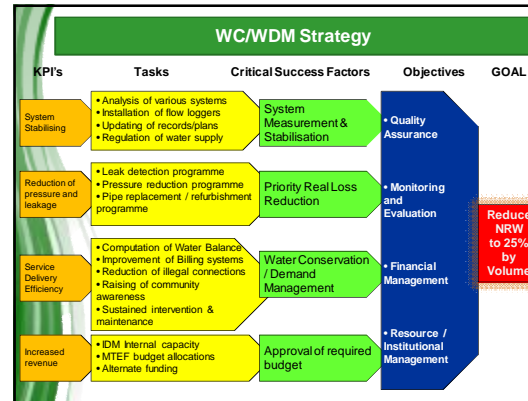 WC/WDM Strategy
KPI's
Tasks
Critical Success Factors
Objectives
GOAL
System
Stabilising
• Analysis of various systems
• Installation of flow loggers
• Updating of records/plans
• Regulation of water supply
System
Measurement &
Stabilisation
Reduction of
pressure and
leakage
• Leak detection programme
• Pressure reduction programme
• Pipe replacement / refurbishment
programme
Priority Real Loss
Reduction
Service
Delivery
Efficiency
• Computation of Water Balance
• Improvement of Billing systems
• Reduction of illegal connections
• Raising of community
awareness
• Sustained intervention &
maintenance
Water Conservation
/ Demand
Management
Increased
revenue
• IDM Internal capacity
• MTEF budget allocations
• Alternate funding
Approval of required
budget
• Quality
Assurance
• Monitoring
and
Evaluation
• Financial
Management
• Resource /
Institutional
Management
Reduce
NRW
to 25%
by
Volume